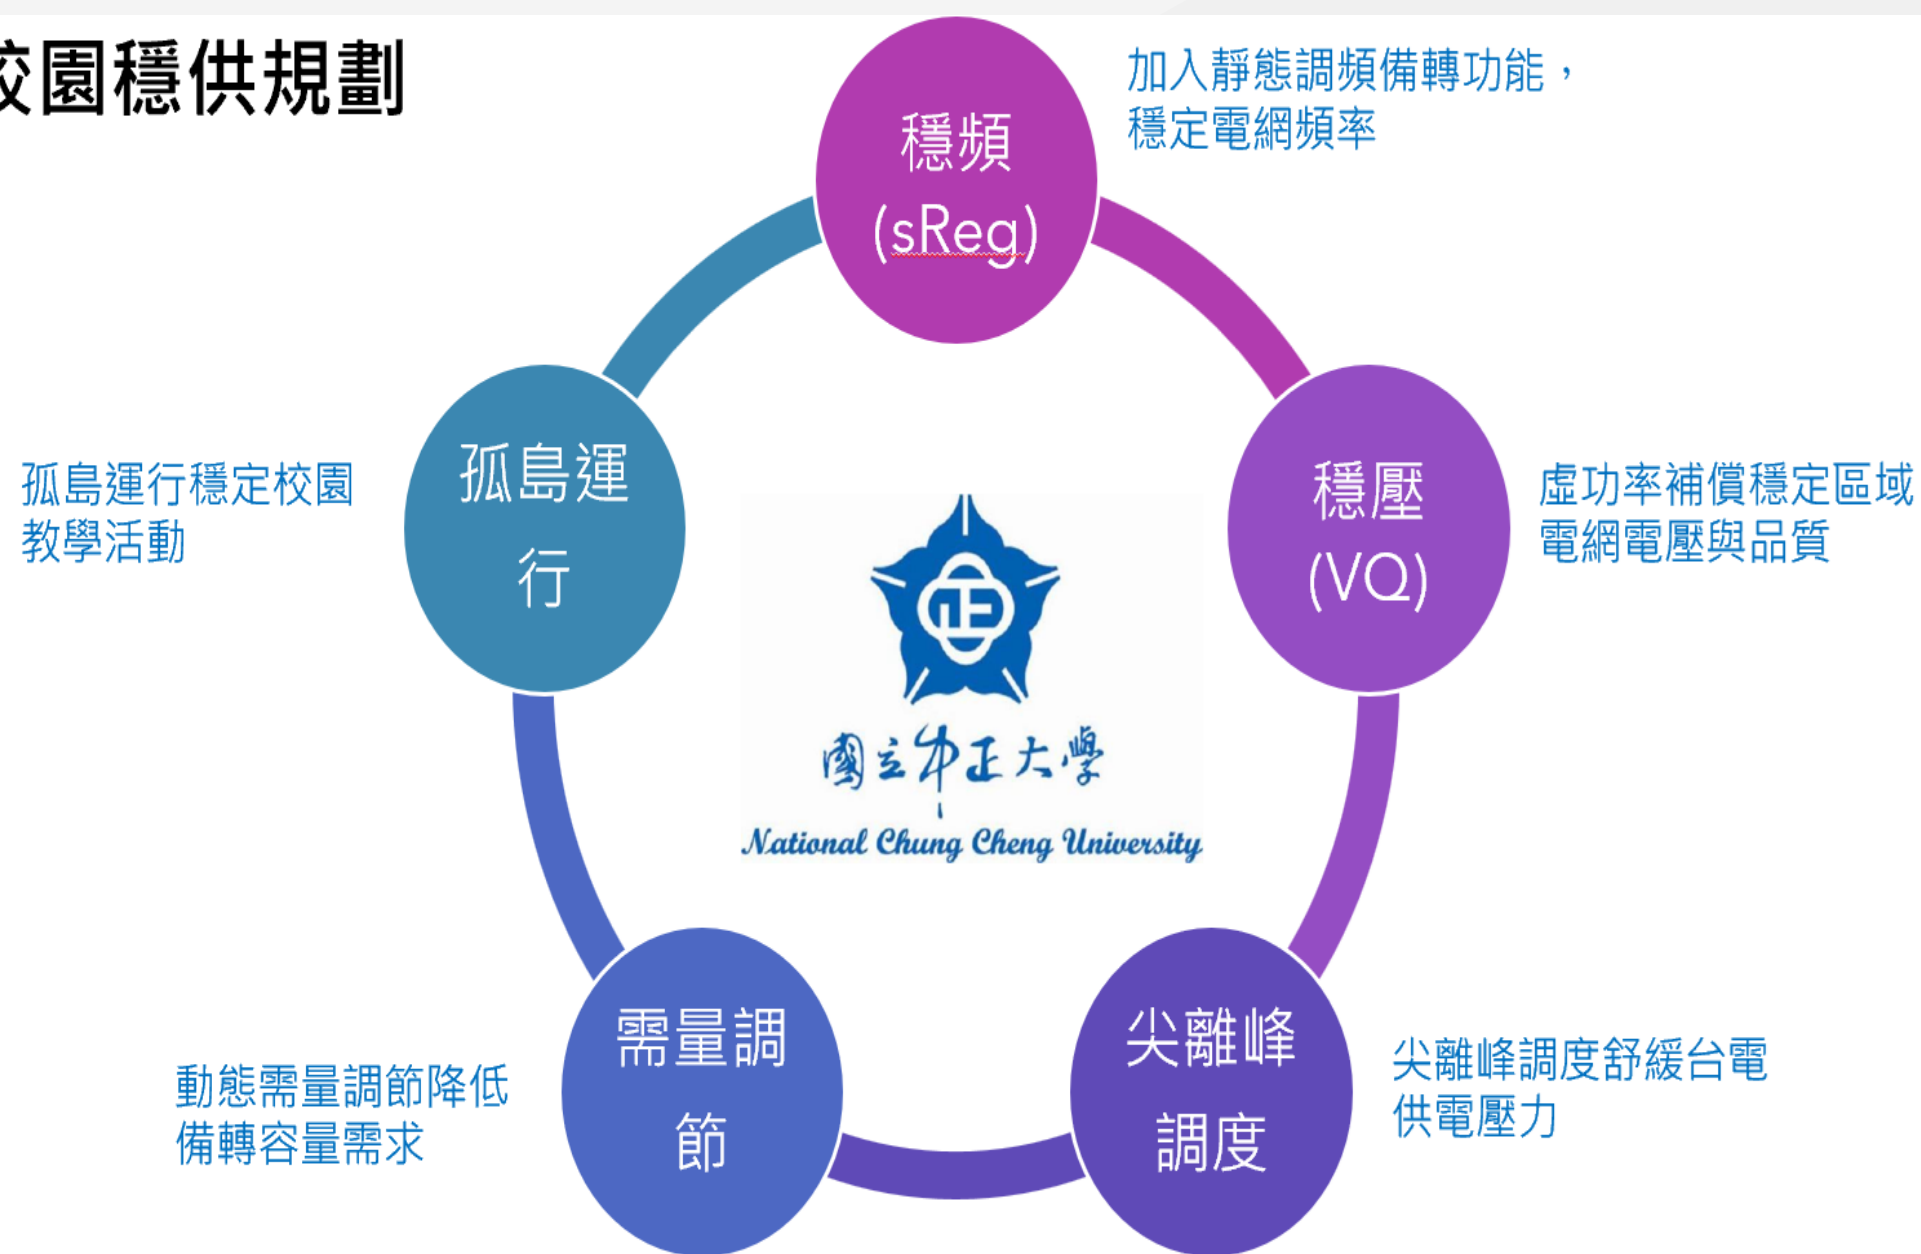 校園穩供規劃
穩頻
(sReg)
加入靜態調頻備轉功能，
穩定電網頻率
穩壓
(VQ)
虛功率補償穩定區域
電網電壓與品質
尖離峰
調度
尖離峰調度舒緩台電
供電壓力
需量調
節
動態需量調節降低
備轉容量需求
孤島運
行
孤島運行穩定校園
教學活動
正
國立中正大學
National Chung Cheng University